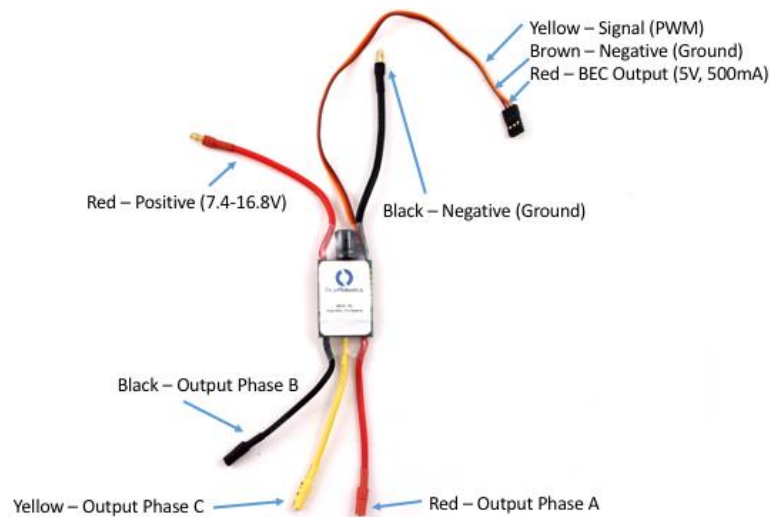 Yellow – Signal (PWM)
Brown – Negative (Ground)
Red – BEC Output (5V, 500mA)
Red – Positive (7.4-16.8V)
Black – Negative (Ground)
Black – Output Phase B
Yellow – Output Phase C
Red – Output Phase A